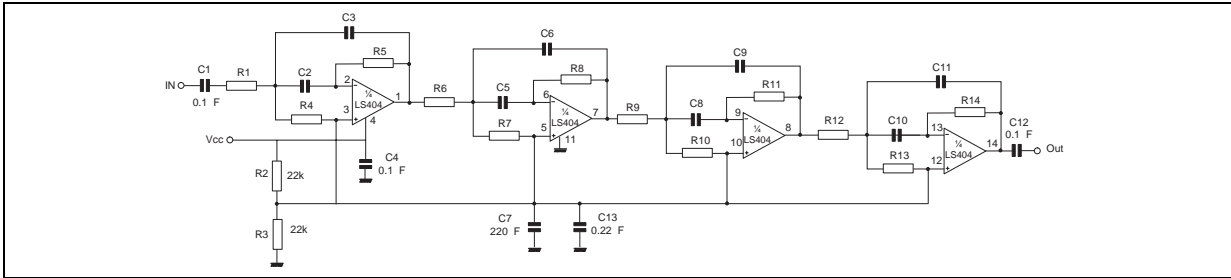 C3
R5
C1
R1
C2
2
IN
¼
LS404
1
0.1 F
R4
3
4
Vcc
C4
0.1 F
R2
22k
R3
22k
C6
R8
R6
C5
6
¼
LS404
7
R7
5
11
C7
220 F
C13
0.22 F
C9
R11
R9
C8
9
¼
LS404
8
R10
10
C11
R14
R12
C10
13
¼
LS404
14
R13
12
C12
0.1 F
Out